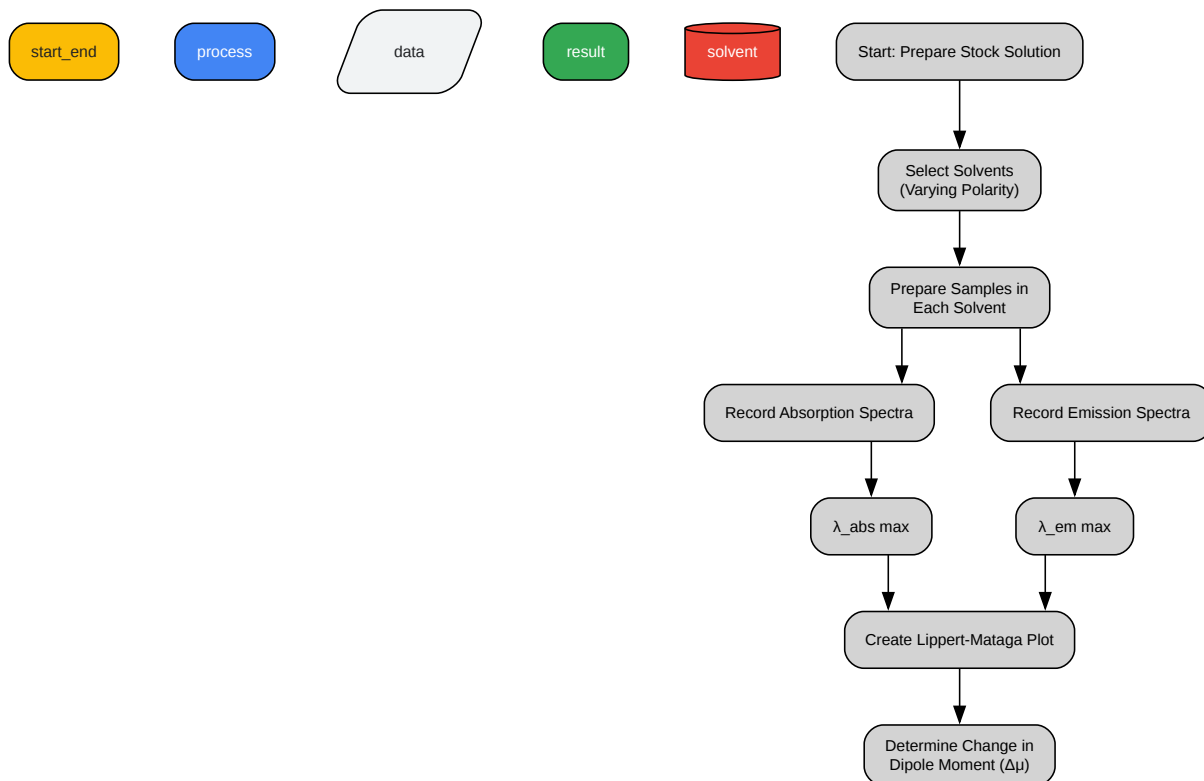 start_end
process
data
result
solvent
Start: Prepare Stock Solution
Select Solvents
(Varying Polarity)
Prepare Samples in
Each Solvent
Record Absorption Spectra
Record Emission Spectra
λ_abs max
λ_em max
Create Lippert-Mataga Plot
Determine Change in
Dipole Moment (Δμ)